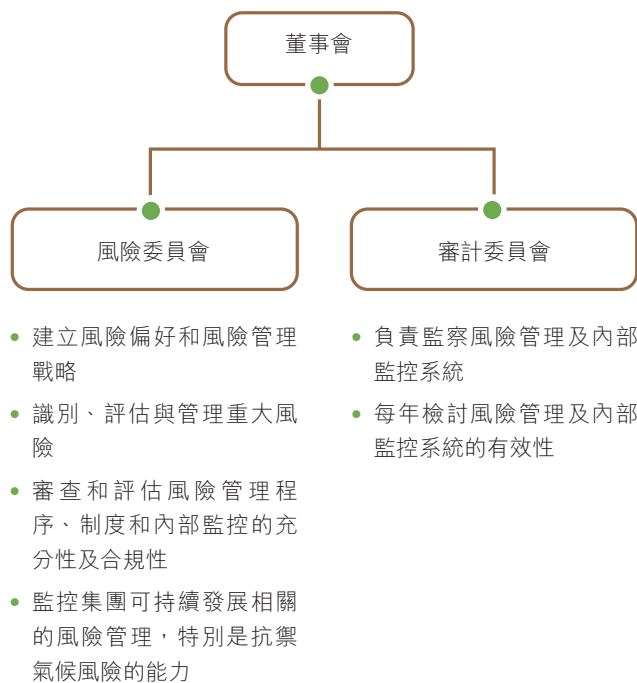 董事會
風險委員會
審計委員會
• 建立風險偏好和風險管理
戰略
• 識別、評估與管理重大風
險
• 審查和評估風險管理程
序、制度和內部監控的充
分性及合規性
• 監控集團可持續發展相關
的風險管理，特別是抗禦
氣候風險的能力
• 負責監察風險管理及內部
監控系統
• 每年檢討風險管理及內部
監控系統的有效性